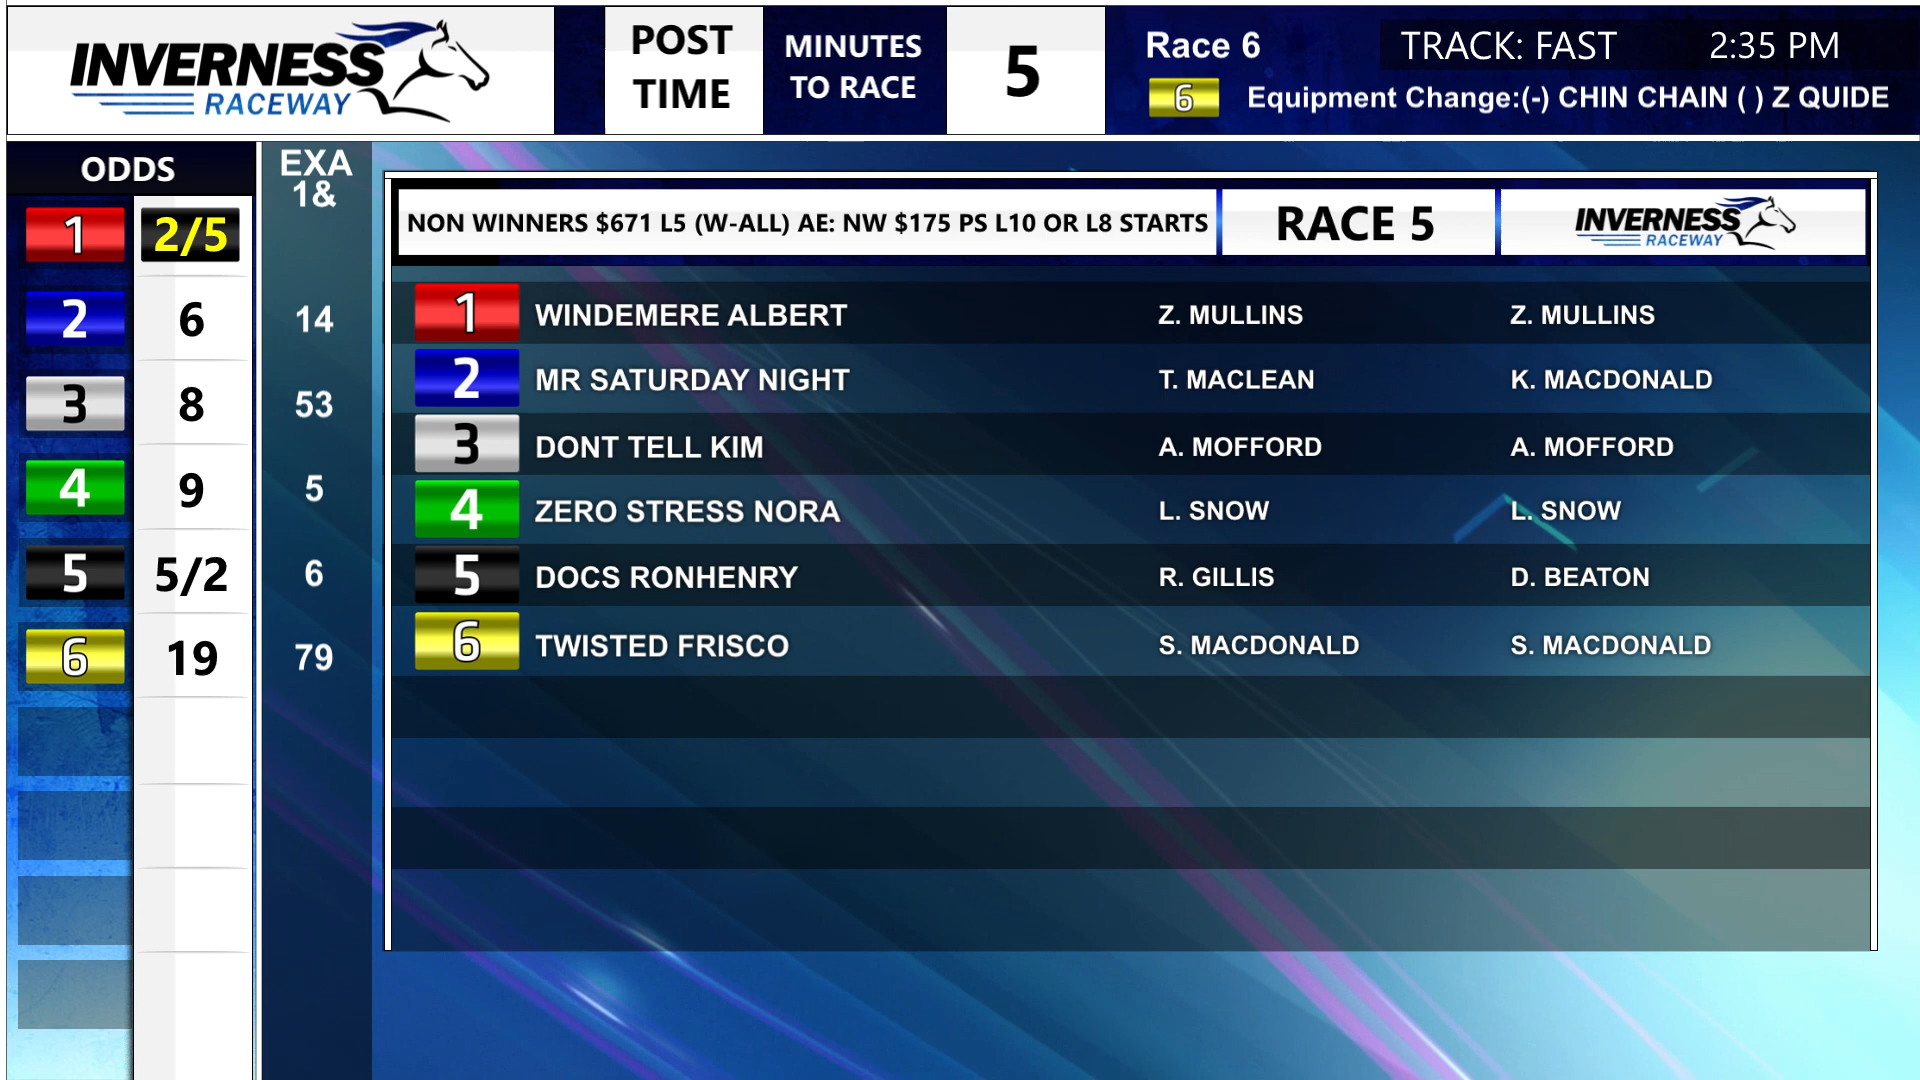 INVERNESS
RACEWAY
POST
TIME
MINUTES
TO RACE
5
Race 6
TRACK: FAST
2:35 PM
6
Equipment Change:(-) CHIN CHAIN ( ) Z QUIDE
ODDS
EXA
1&
1 2/5
2 6 14
3 8 53
4 9 5
5 5/2 6
6 19 79
NON WINNERS $671 L5 (W-ALL) AE: NW $175 PS L10 OR L8 STARTS
RACE 5
INVERNESS
RACEWAY
1 WINDEMERE ALBERT Z. MULLINS Z. MULLINS
2 MR SATURDAY NIGHT T. MACLEAN K. MACDONALD
3 DONT TELL KIM A. MOFFORD A. MOFFORD
4 ZERO STRESS NORA L. SNOW L. SNOW
5 DOCS RONHENRY R. GILLIS D. BEATON
6 TWISTED FRISCO S. MACDONALD S. MACDONALD